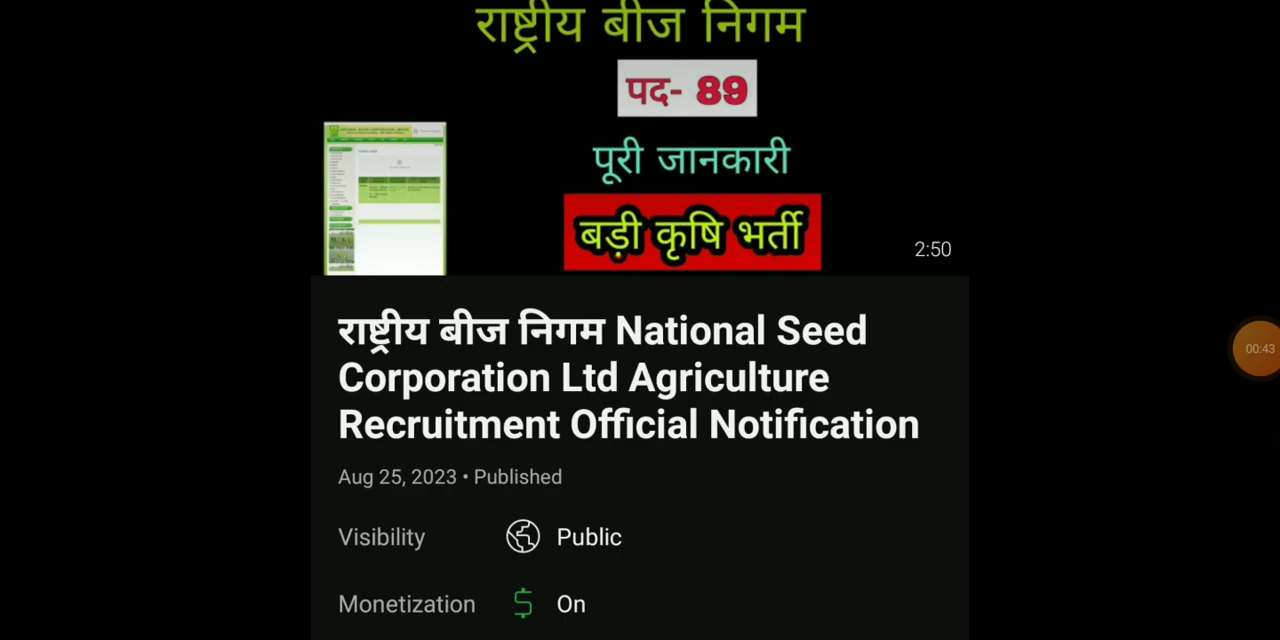 राष्ट्रीय बीज निगम
पद- 89
पूरी जानकारी
बड़ी कृषि भर्ती
2:50
राष्ट्रीय बीज निगम National Seed
Corporation Ltd Agriculture
Recruitment Official Notification
Aug 25, 2023 • Published
Visibility Public
Monetization On
00:43